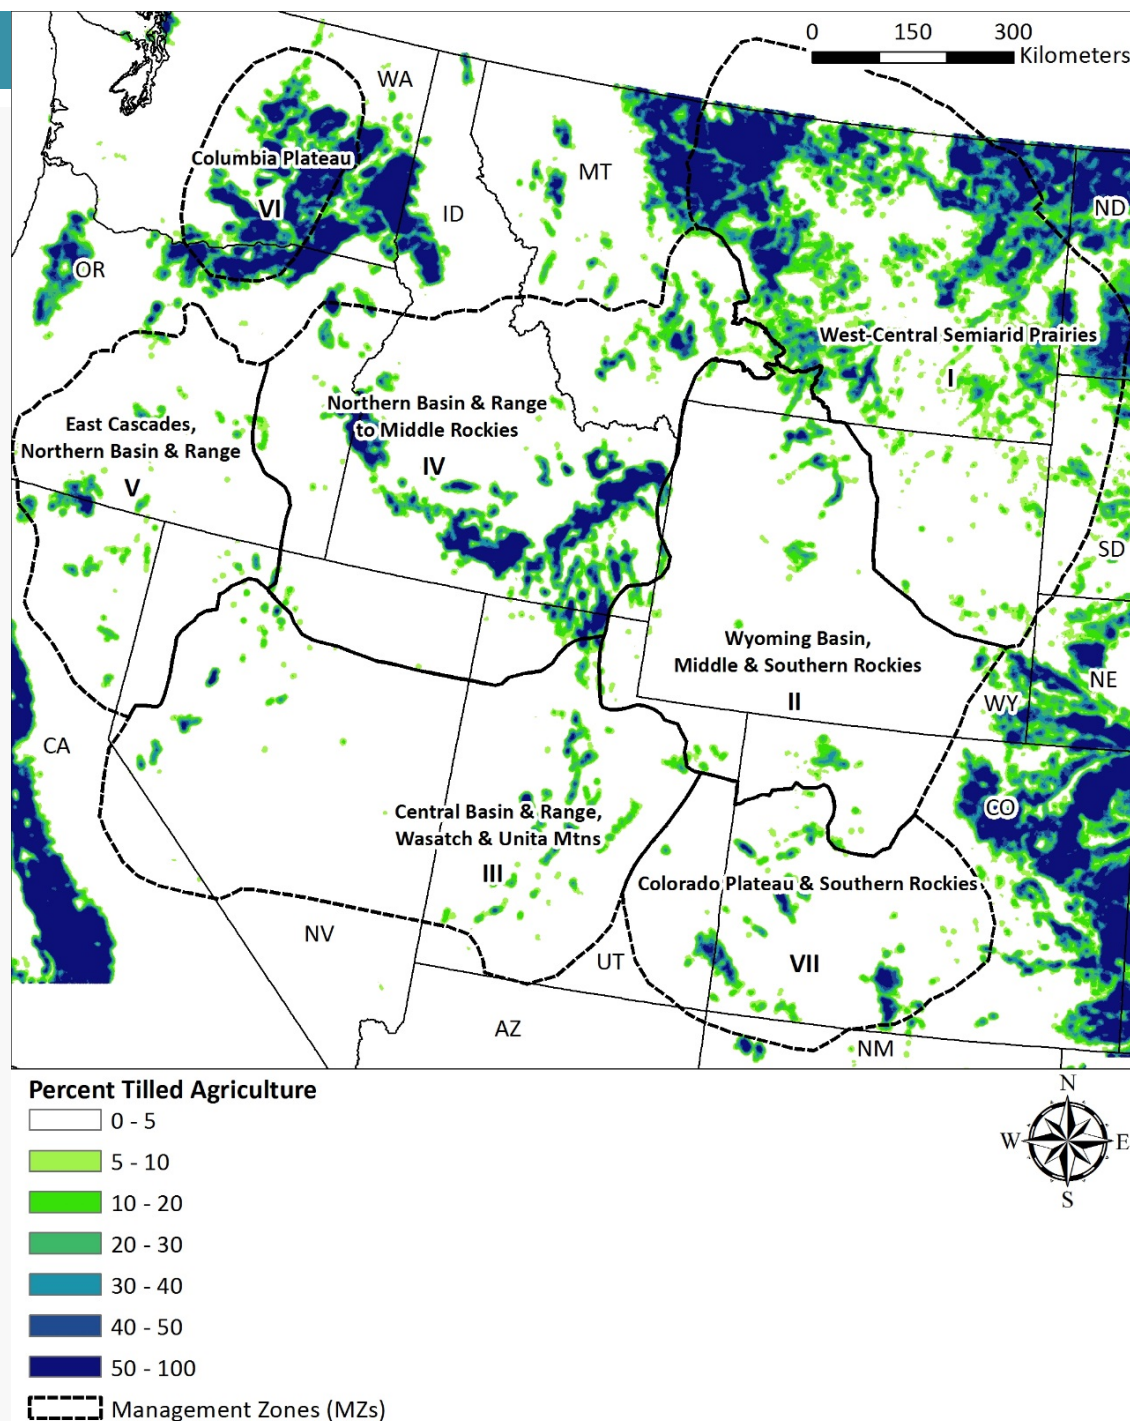 0 150 300
Kilometers
WA
Columbia Plateau
VI
MT
ID
ND
OR
West-Central Semiarid Prairies
I
Northern Basin & Range
to Middle Rockies
IV
East Cascades,
Northern Basin & Range
V
SD
Wyoming Basin,
Middle & Southern Rockies
II
NE
WY
CA
CO
Central Basin & Range,
Wasatch & Unita Mtns
III
Colorado Plateau & Southern Rockies
VII
NV
UT
AZ
NM
Percent Tilled Agriculture
0 - 5
5 - 10
10 - 20
20 - 30
30 - 40
40 - 50
50 - 100
Management Zones (MZs)
N
W E
S